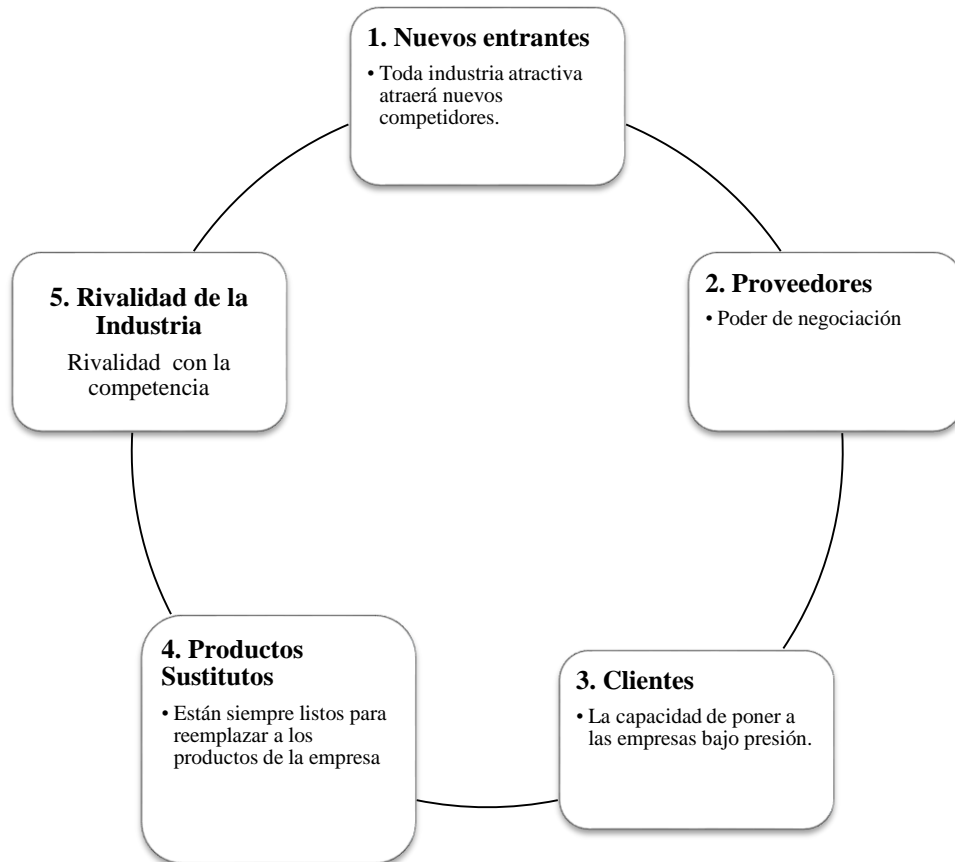 1. Nuevos entrantes
• Toda industria atractiva
atraerá nuevos
competidores.
2. Proveedores
• Poder de negociación
3. Clientes
• La capacidad de poner a
las empresas bajo presión.
4. Productos
Sustitutos
• Están siempre listos para
reemplazar a los
productos de la empresa
5. Rivalidad de la
Industria
Rivalidad con la
competencia